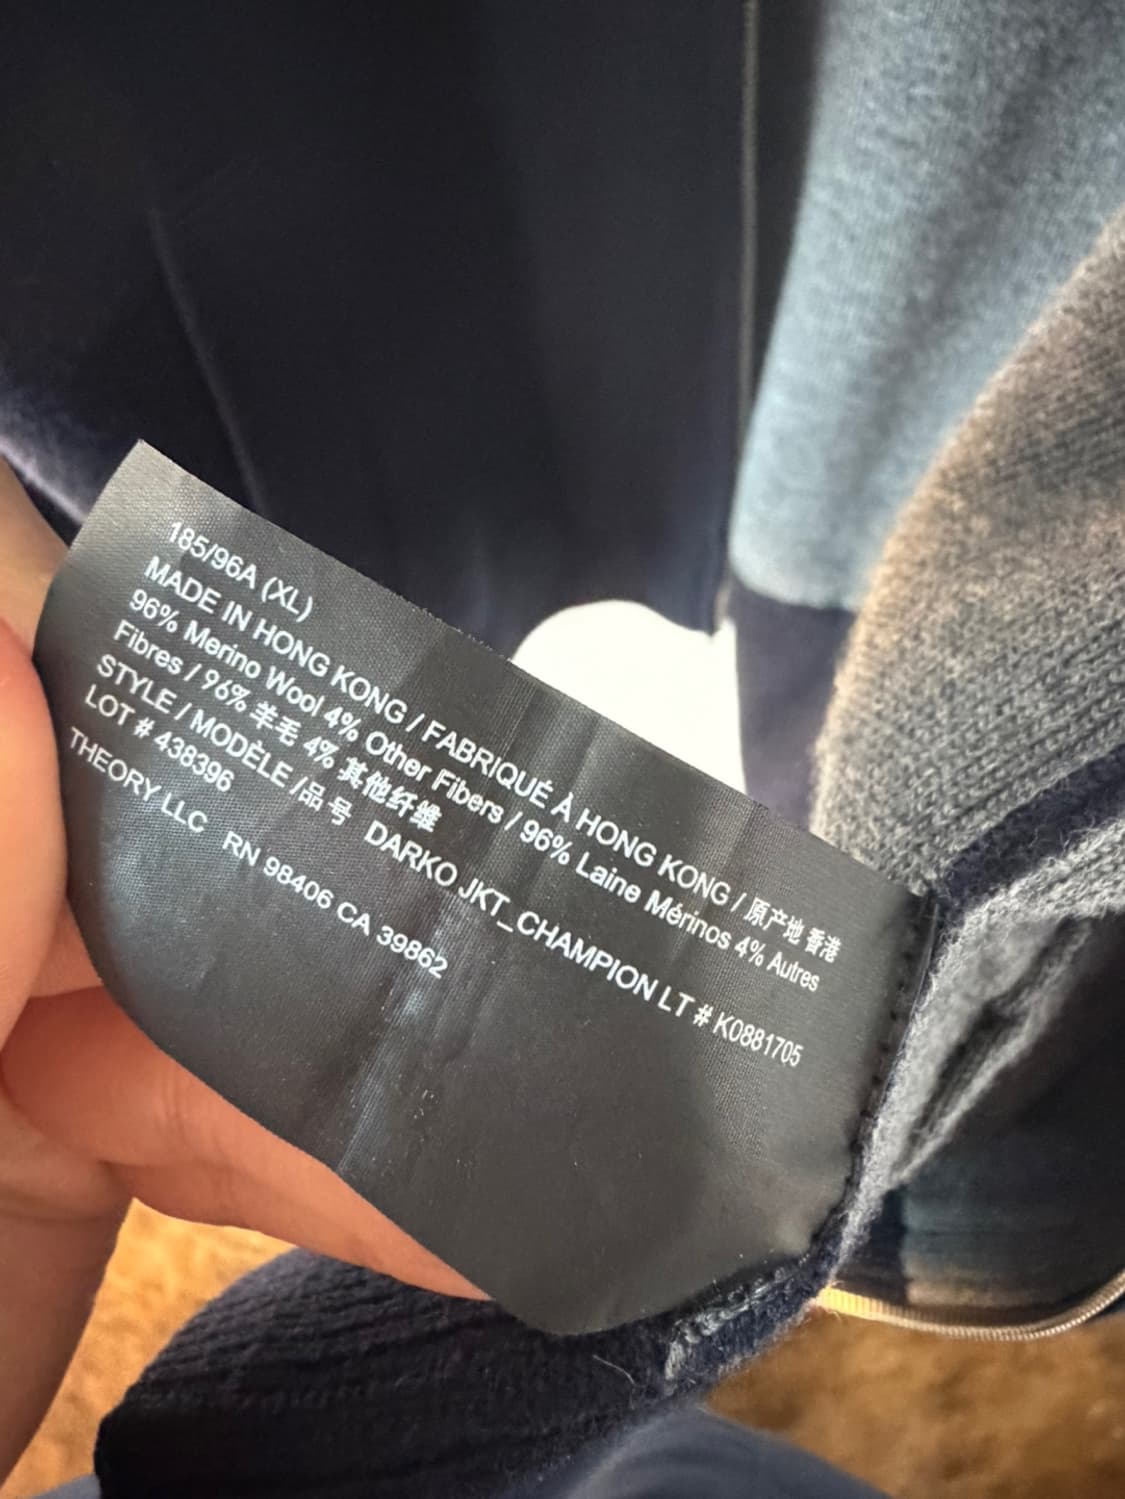 185/96A (XL)
MADE IN HONG KONG / FABRIQUÉ À HONG KONG / 原产地 香港
96% Merino Wool 4% Other Fibers / 96% Laine Mérinos 4% Autres
Fibres / 96% 羊毛 4% 其他纤维
STYLE / MODÈLE /品号 DARKO JKT_CHAMPION LT # K0881705
LOT # 438396
THEORY LLC RN 98406 CA 39862